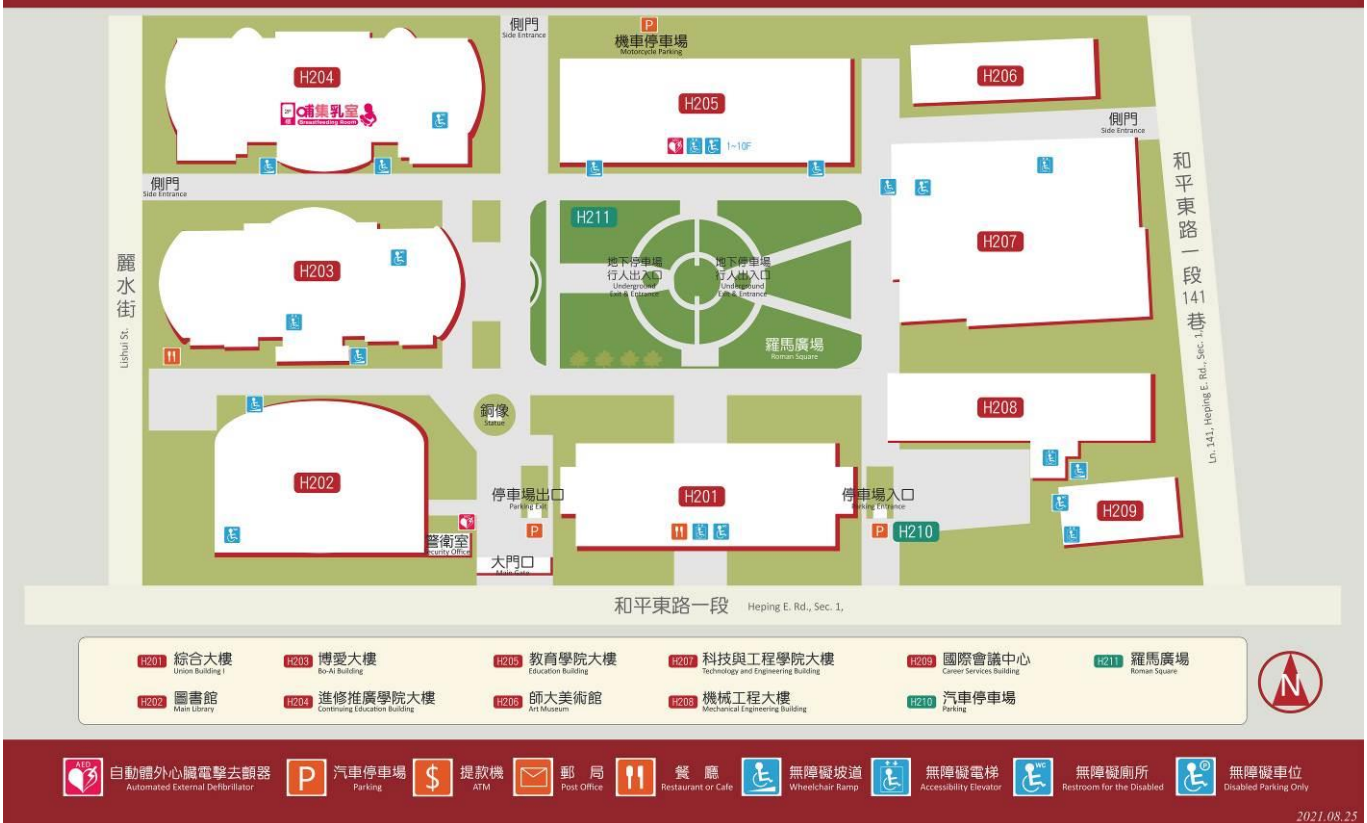 側門
Side Entrance
P
機車停車場
Motorcycle Parking
H204
2F
哺集乳室
Breastfeeding Room
H205
1~10F
H206
側門
Side Entrance
側門
Side Entrance
H211
H207
和平東路一段141巷
Ln. 141, Heping E. Rd., Sec. 1,
麗水街
Lishui St.
H203
地下停車場
行人出入口
Underground
Exit & Entrance
地下停車場
行人出入口
Underground
Exit & Entrance
羅馬廣場
Roman Square
銅像
Statue
H208
H202
停車場出口
Parking Exit
P
H201
停車場入口
Parking Entrance
P
H210
H209
警衛室
Security Office
大門口
Main Gate
和平東路一段 Heping E. Rd., Sec. 1,
H201 綜合大樓
Union Building I
H203 博愛大樓
Bo-Ai Building
H205 教育學院大樓
Education Building
H207 科技與工程學院大樓
Technology and Engineering Building
H209 國際會議中心
Career Services Building
H211 羅馬廣場
Roman Square
H202 圖書館
Main Library
H204 進修推廣學院大樓
Continuing Education Building
H206 師大美術館
Art Museum
H208 機械工程大樓
Mechanical Engineering Building
H210 汽車停車場
Parking
N
AED
自動體外心臟電擊去顫器
Automated External Defibrillator
P
汽車停車場
Parking
$
提款機
ATM
郵 局
Post Office
餐 廳
Restaurant or Cafe
無障礙坡道
Wheelchair Ramp
無障礙電梯
Accessibility Elevator
WC
無障礙廁所
Restroom for the Disabled
P
無障礙車位
Disabled Parking Only
2021.08.25